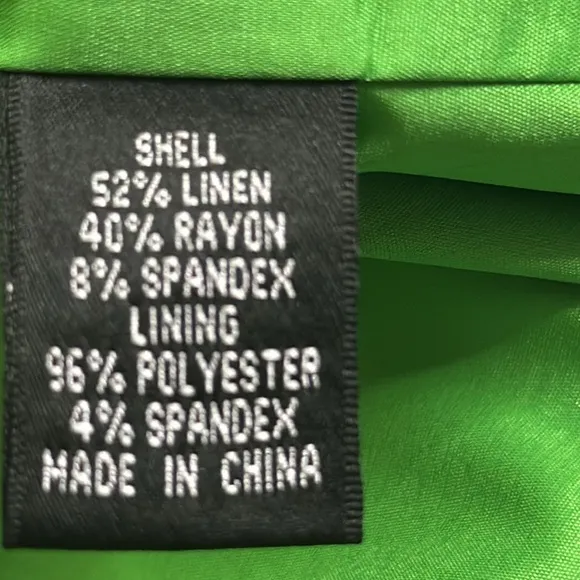 SHELL
52% LINEN
40% RAYON
8% SPANDEX
LINING
96% POLYESTER
4% SPANDEX
MADE IN CHINA